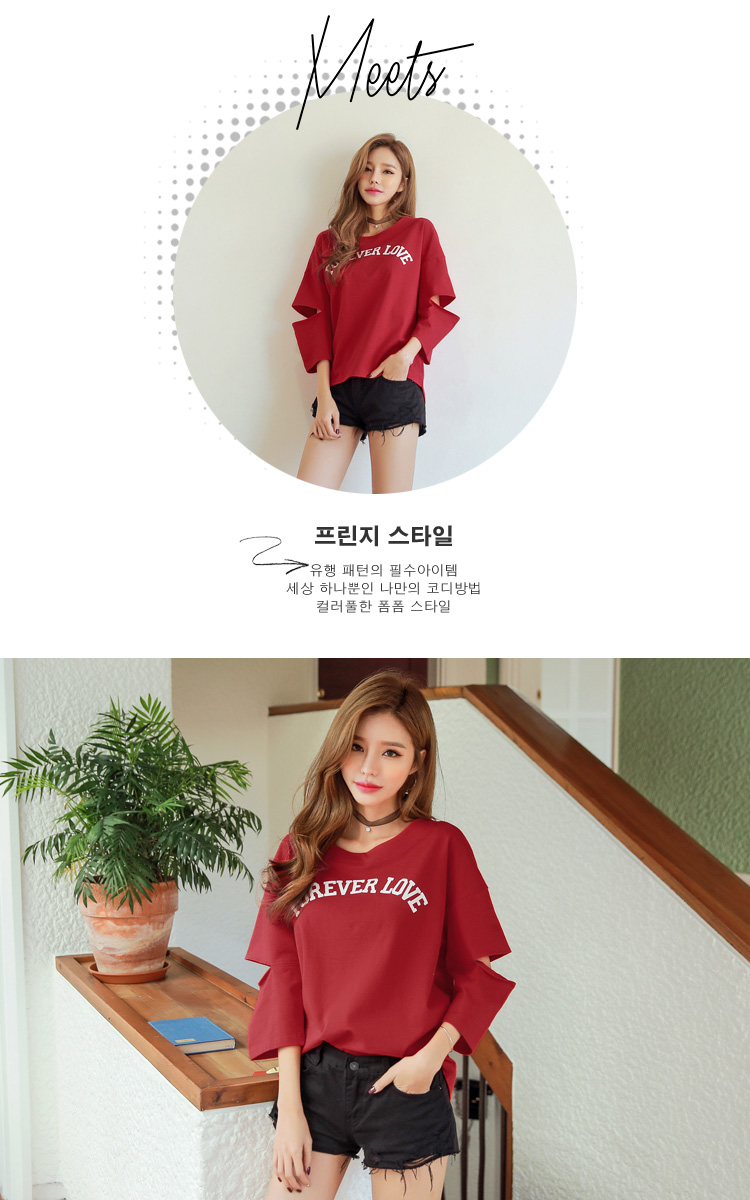 Meets
FOREVER LOVE
프린지 스타일
유행 패턴의 필수아이템
세상 하나뿐인 나만의 코디방법
컬러풀한 폼폼 스타일
FOREVER LOVE